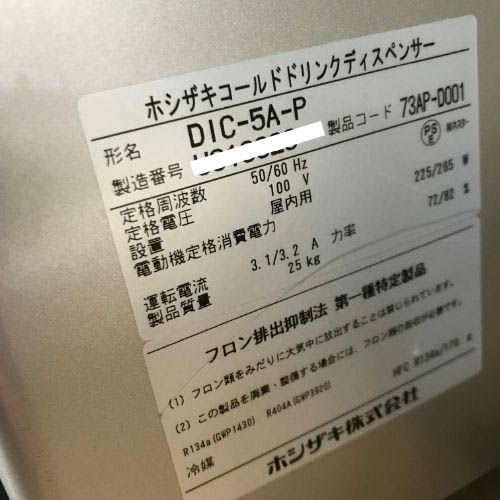 ホシザキコールドドリンクディスペンサー
形名 DIC-5A-P
製造番号 製品コード 73AP-D001
定格周波数 50/60 Hz
定格電圧 100 V
設置 屋内用
電動機定格消費電力 225/265 W
力率 72/82 %
運転電流 3.1/3.2 A
製品質量 25kg
フロン排出抑制法 第一種特定製品
(1) フロン類をみだりに大気中に放出することは禁じられています。
(2) この製品を廃棄・整備する場合には、フロン類の回収が必要です。
R134a(GWP1430) R404A(GWP3920)
冷媒 HFC R134a/170 g
ホシザキ株式会社